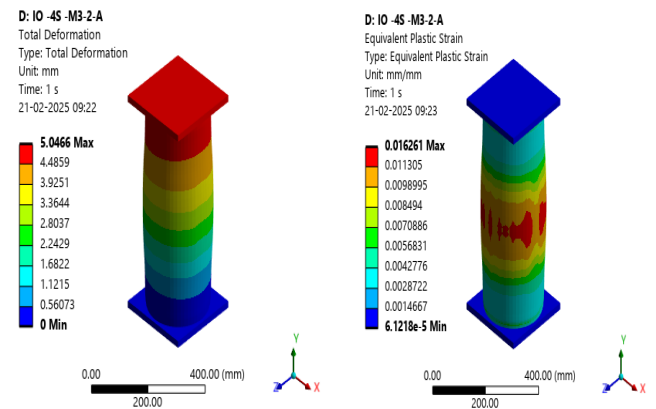 D: IO -4S -M3-2-A
Total Deformation
Type: Total Deformation
Unit: mm
Time: 1 s
21-02-2025 09:22
5.0466 Max
4.4859
3.9251
3.3644
2.8037
2.2429
1.6822
1.1215
0.56073
0 Min
0.00
400.00 (mm)
200.00
Y
Z
X
D: IO -4S -M3-2-A
Equivalent Plastic Strain
Type: Equivalent Plastic Strain
Unit: mm/mm
Time: 1 s
21-02-2025 09:23
0.016261 Max
0.011305
0.0098995
0.008494
0.0070886
0.0056831
0.0042776
0.0028722
0.0014667
6.1218e-5 Min
0.00
400.00 (mm)
200.00
Y
Z
X